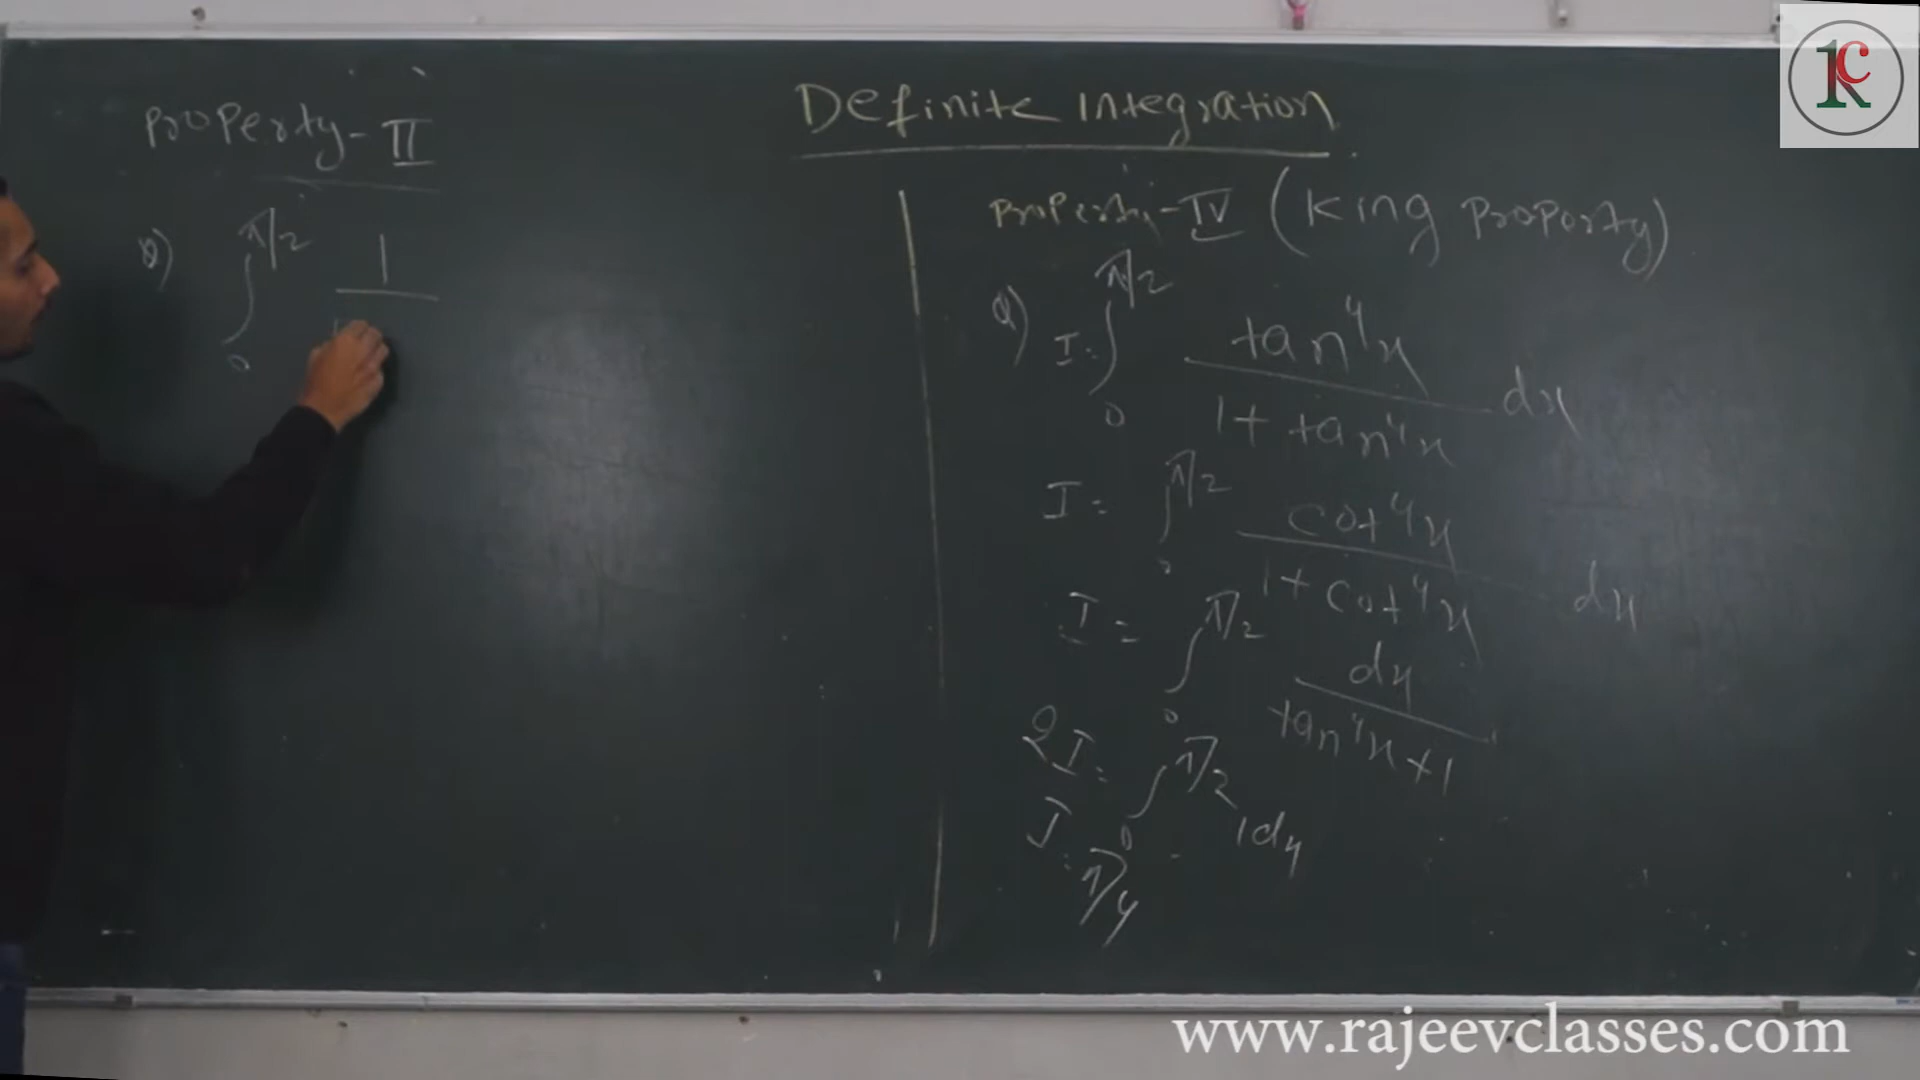 Definite Integration
Property-II
Q) ∫₀^π/2 1
Property-IV (King Property)
Q) I = ∫₀^π/2 tan⁴x / 1 + tan⁴x dx
I = ∫₀^π/2 cot⁴x / 1 + cot⁴x dx
I = ∫₀^π/2 dx / tan⁴x + 1
2I = ∫₀^π/2 1 dx
I = π/4
1KC
www.rajeevclasses.com